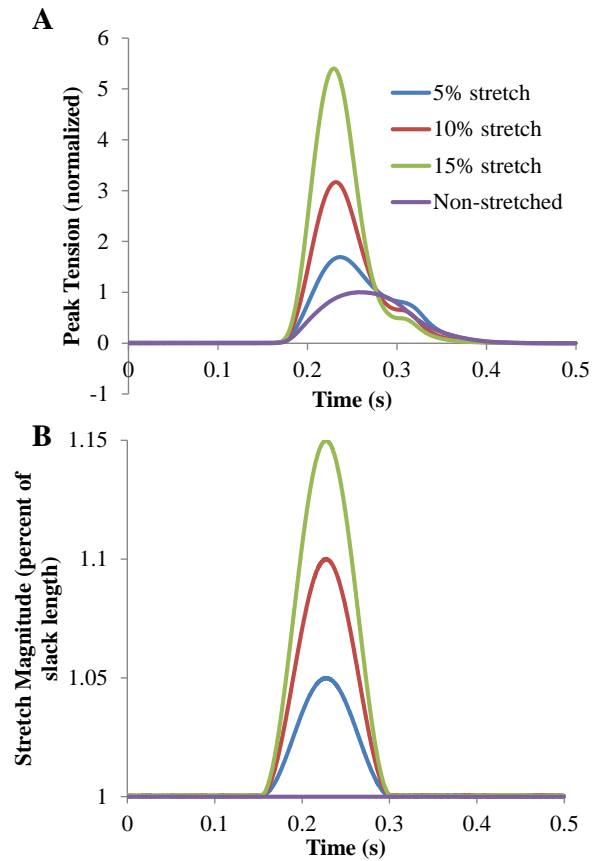 A
Peak Tension (normalized)
6
5
4
3
2
1
0
-1
0
0.1
0.2
0.3
0.4
0.5
Time (s)
5% stretch
10% stretch
15% stretch
Non-stretched
B
Stretch Magnitude (percent of
slack length)
1.15
1.1
1.05
1
0
0.1
0.2
0.3
0.4
0.5
Time (s)